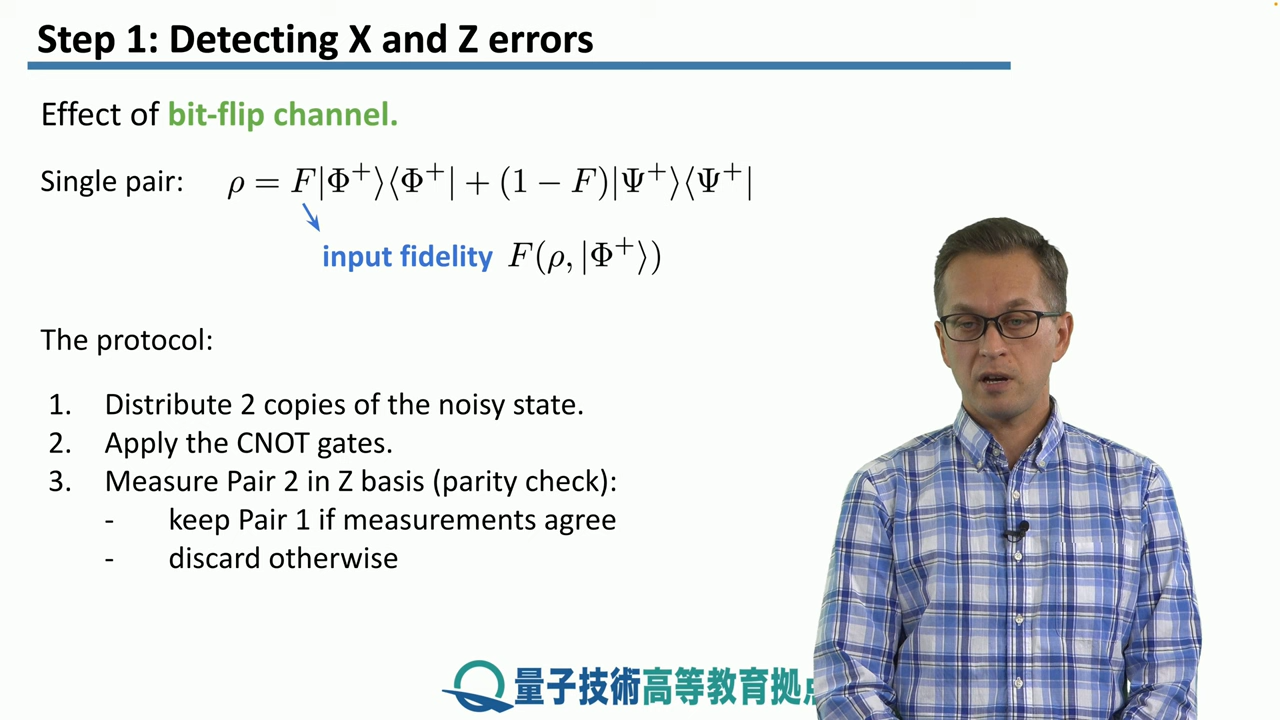 Step 1: Detecting X and Z errors
Effect of bit-flip channel.
Single pair: ρ = F|Φ⁺⟩⟨Φ⁺| + (1 − F)|Ψ⁺⟩⟨Ψ⁺|
input fidelity F(ρ, |Φ⁺⟩)
The protocol:
1. Distribute 2 copies of the noisy state.
2. Apply the CNOT gates.
3. Measure Pair 2 in Z basis (parity check):
- keep Pair 1 if measurements agree
- discard otherwise
量子技術高等教育拠